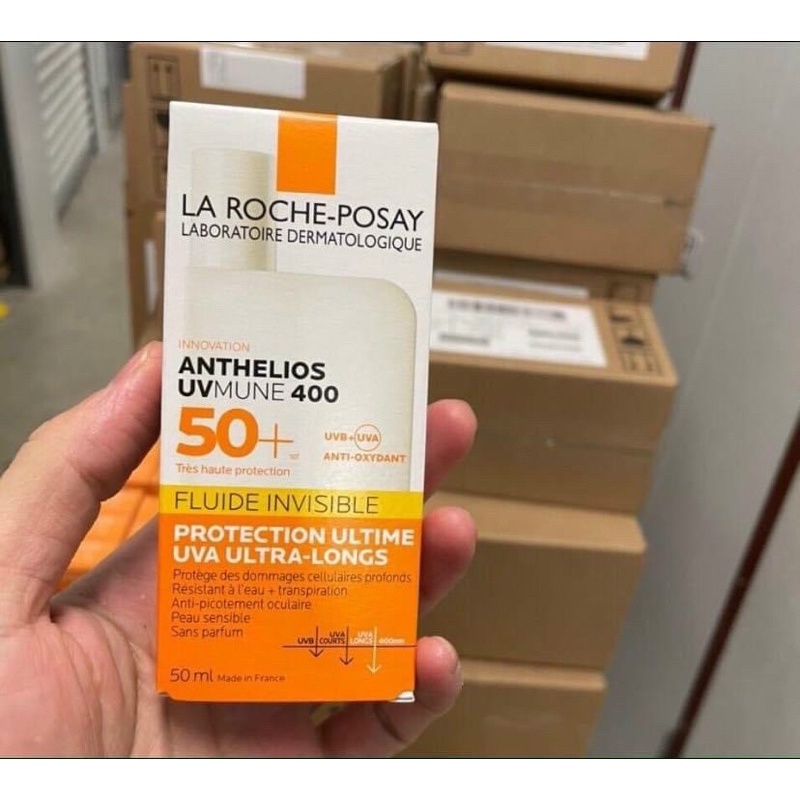 LA ROCHE-POSAY
LABORATOIRE DERMATOLOGIQUE
INNOVATION
ANTHELIOS
UVMUNE 400
50+
UVB+UVA
ANTI-OXYDANT
Très haute protection
FLUIDE INVISIBLE
PROTECTION ULTIME
UVA ULTRA-LONGS
Protège des dommages cellulaires profonds
Résistant à l'eau + transpiration
Anti-picotement oculaire
Peau sensible
Sans parfum
UVB
UVA COURTS
UVA LONGS
400nm
50 ml Made in France